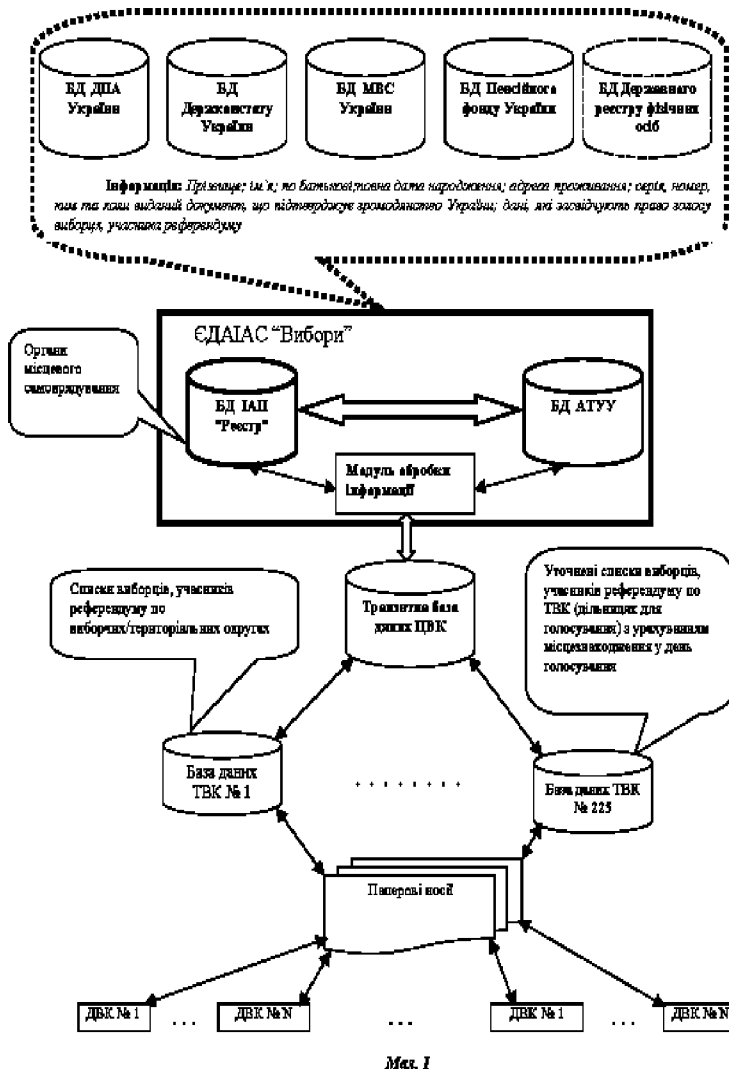 БД ДПА
України
БД
Держкомстату
України
БД МВС
України
БД Пенсійного
фонду України
БД Державного
реєстру фізичних
осіб
Інформація: Прізвище; ім'я; по батькові; повна дата народження; адреса проживання; серія, номер,
ким та коли виданий документ, що підтверджує громадянство України; дані, які засвідчують право голосу
виборця, учасника референдуму
ЄДАІАС “Вибори”
Органи
місцевого
самоврядування
БД ІАП
"Реєстр"
БД АТУУ
Модуль обробки
інформації
Списки виборців, учасників
референдуму по
виборчих/територіальних округах
Транзитна база
даних ЦВК
Уточнені списки виборців,
учасників референдуму по
ТВК (дільницях для
голосування) з урахуванням
місцезнаходження у день
голосування
База даних
ТВК № 1
. . . . . . . .
База даних ТВК
№ 225
Паперові носії
ДВК № 1
...
ДВК № N
...
ДВК № 1
...
ДВК № N
Мал. 1